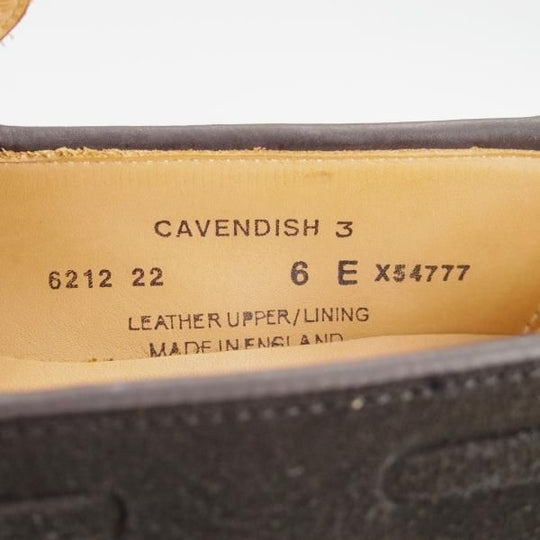 CAVENDISH 3
6212 22 6 E X54777
LEATHER UPPER/LINING
MADE IN ENGLAND